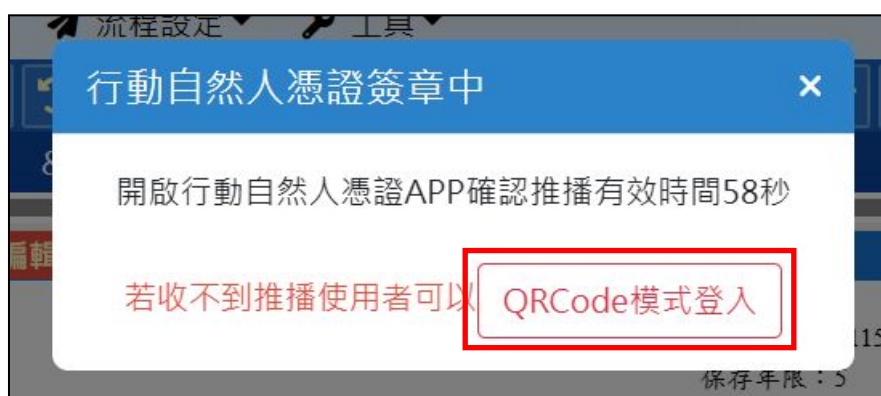 流程設定 工具
行動自然人憑證簽章中 ×
開啟行動自然人憑證APP確認推播有效時間58秒
若收不到推播使用者可以 QRCode模式登入
115
保存年限：5